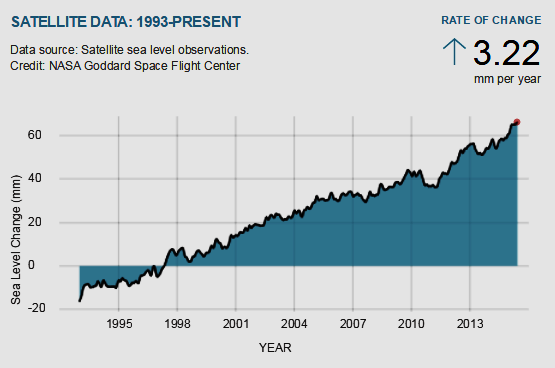 SATELLITE DATA: 1993-PRESENT
Data source: Satellite sea level observations.
Credit: NASA Goddard Space Flight Center
RATE OF CHANGE
↑ 3.22
mm per year
Sea Level Change (mm)
60
40
20
0
-20
1995 1998 2001 2004 2007 2010 2013
YEAR